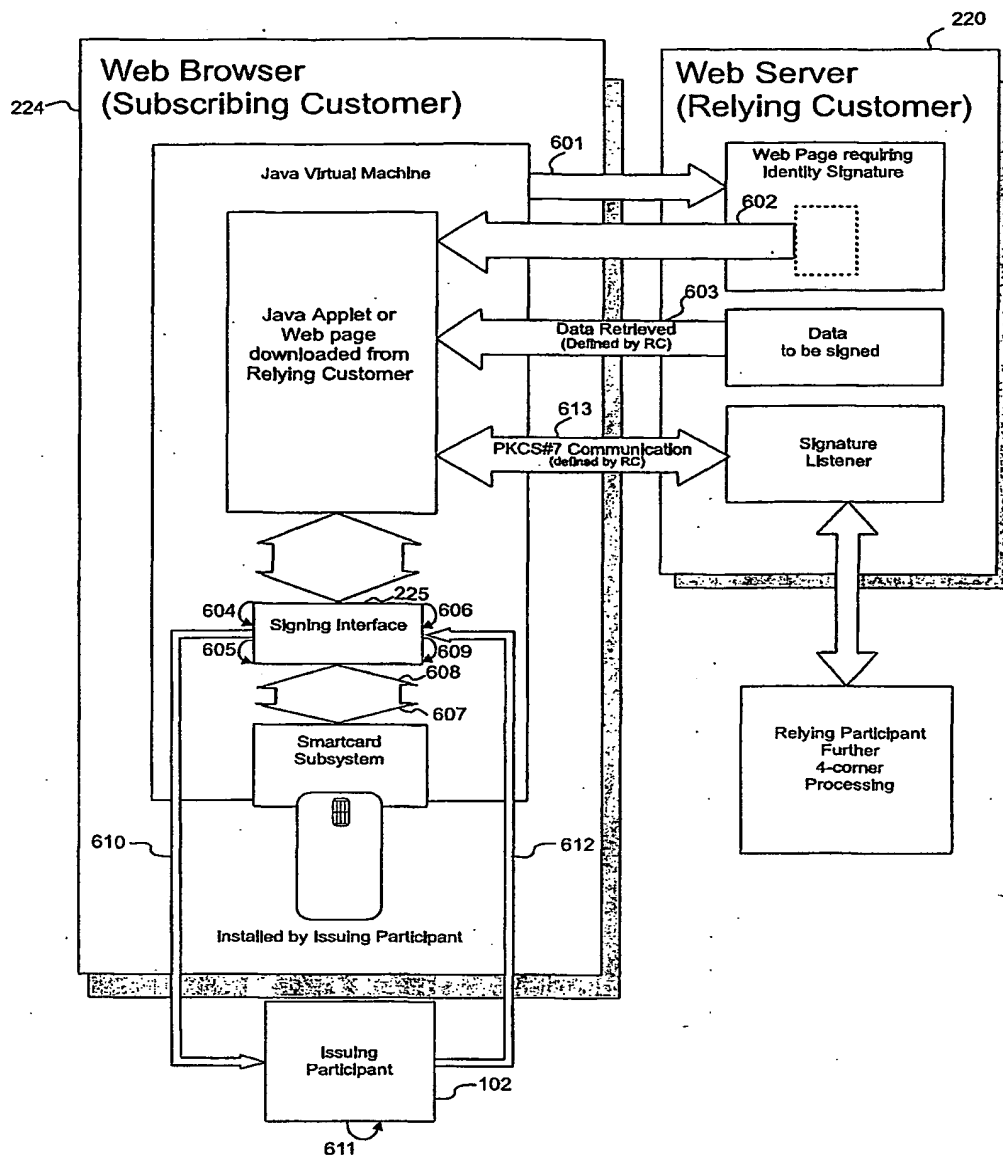 220
Web Browser
(Subscribing Customer)
224
Web Server
(Relying Customer)
601
Java Virtual Machine
Web Page requiring
Identity Signature
602
603
Java Applet or
Web page
downloaded from
Relying Customer
Data Retrieved
(Defined by RC)
Data
to be signed
613
PKCS#7 Communication
(defined by RC)
Signature
Listener
225
604
606
Signing Interface
605
609
608
607
Smartcard
Subsystem
Relying Participant
Further
4-corner
Processing
610
612
Installed by Issuing Participant
Issuing
Participant
102
611